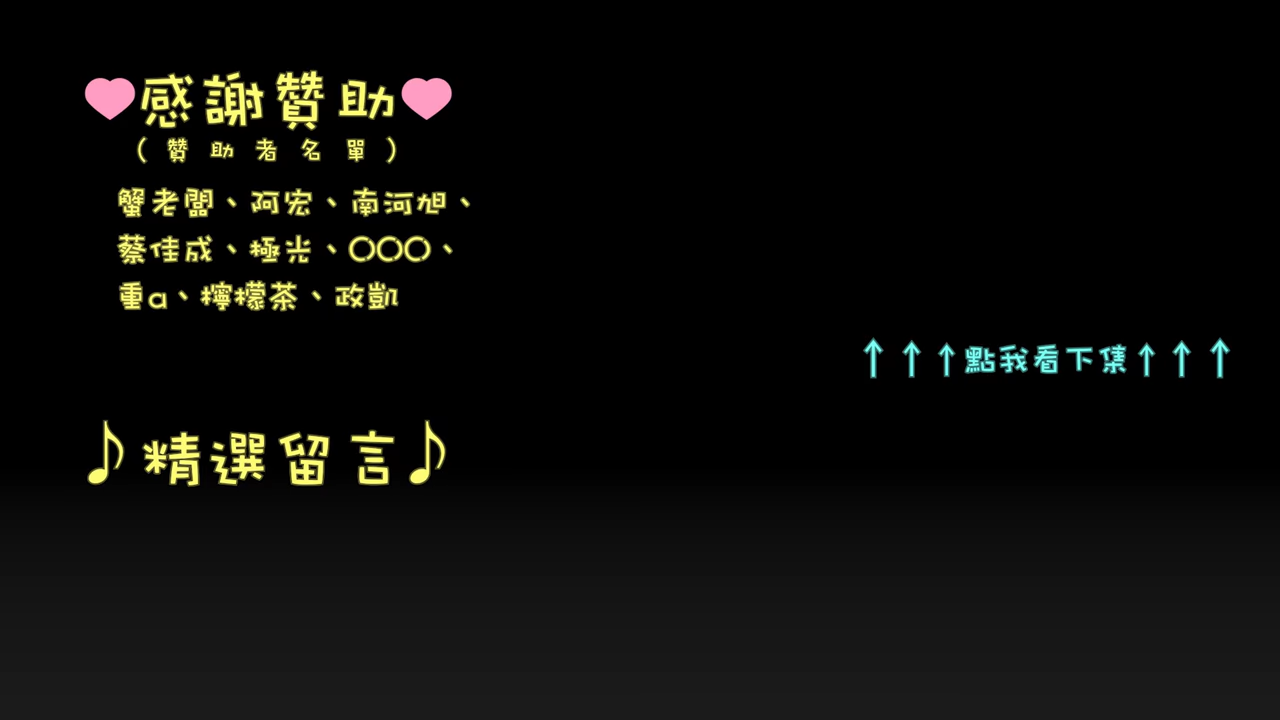 感謝贊助
(贊助者名單)
蟹老闆、阿宏、南河旭、
蔡佳成、極光、〇〇〇、
重a、檸檬茶、政凱
↑↑↑點我看下集↑↑↑
♪精選留言♪